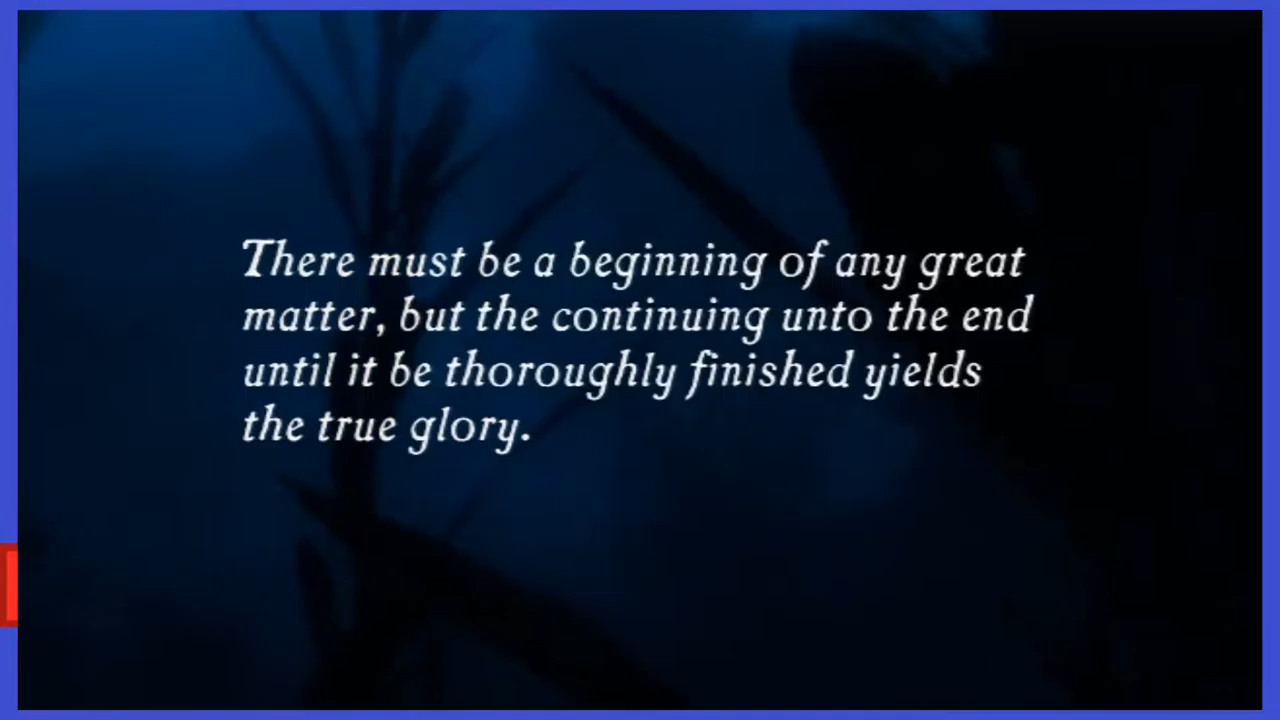 There must be a beginning of any great
matter, but the continuing unto the end
until it be thoroughly finished yields
the true glory.